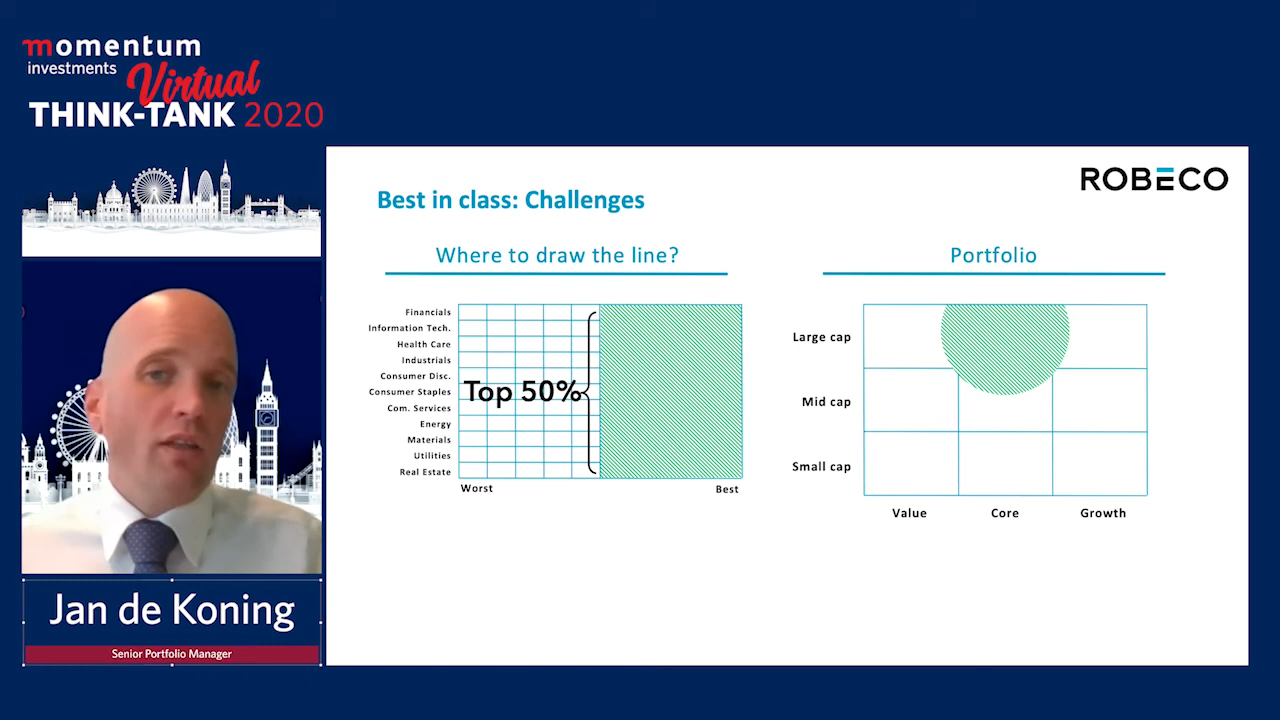 momentum
investments
Virtual
THINK-TANK 2020
ROBECO
Best in class: Challenges
Where to draw the line?
Portfolio
Financials
Information Tech.
Health Care
Industrials
Consumer Disc.
Consumer Staples
Com. Services
Energy
Materials
Utilities
Real Estate
Top 50%
Worst
Best
Large cap
Mid cap
Small cap
Value
Core
Growth
Jan de Koning
Senior Portfolio Manager